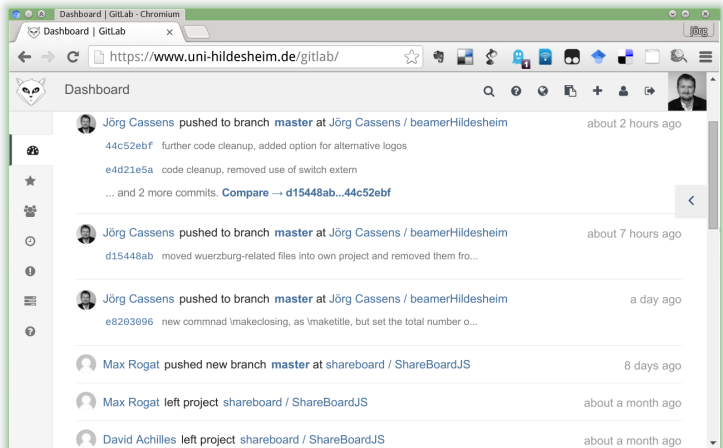 Dashboard | GitLab - Chromium
Dashboard | GitLab
Jörg
https://www.uni-hildesheim.de/gitlab/
1
Dashboard
Jörg Cassens pushed to branch master at Jörg Cassens / beamerHildesheim about 2 hours ago
44c52ebf further code cleanup, added option for alternative logos
e4d21e5a code cleanup, removed use of switch extern
... and 2 more commits. Compare → d15448ab...44c52ebf
Jörg Cassens pushed to branch master at Jörg Cassens / beamerHildesheim about 7 hours ago
d15448ab moved wuerzburg-related files into own project and removed them fro...
Jörg Cassens pushed to branch master at Jörg Cassens / beamerHildesheim a day ago
e8203096 new commnad \makeclosing, as \maketitle, but set the total number o...
Max Rogat pushed new branch master at shareboard / ShareBoardJS 8 days ago
Max Rogat left project shareboard / ShareBoardJS about a month ago
David Achilles left project shareboard / ShareBoardJS about a month ago